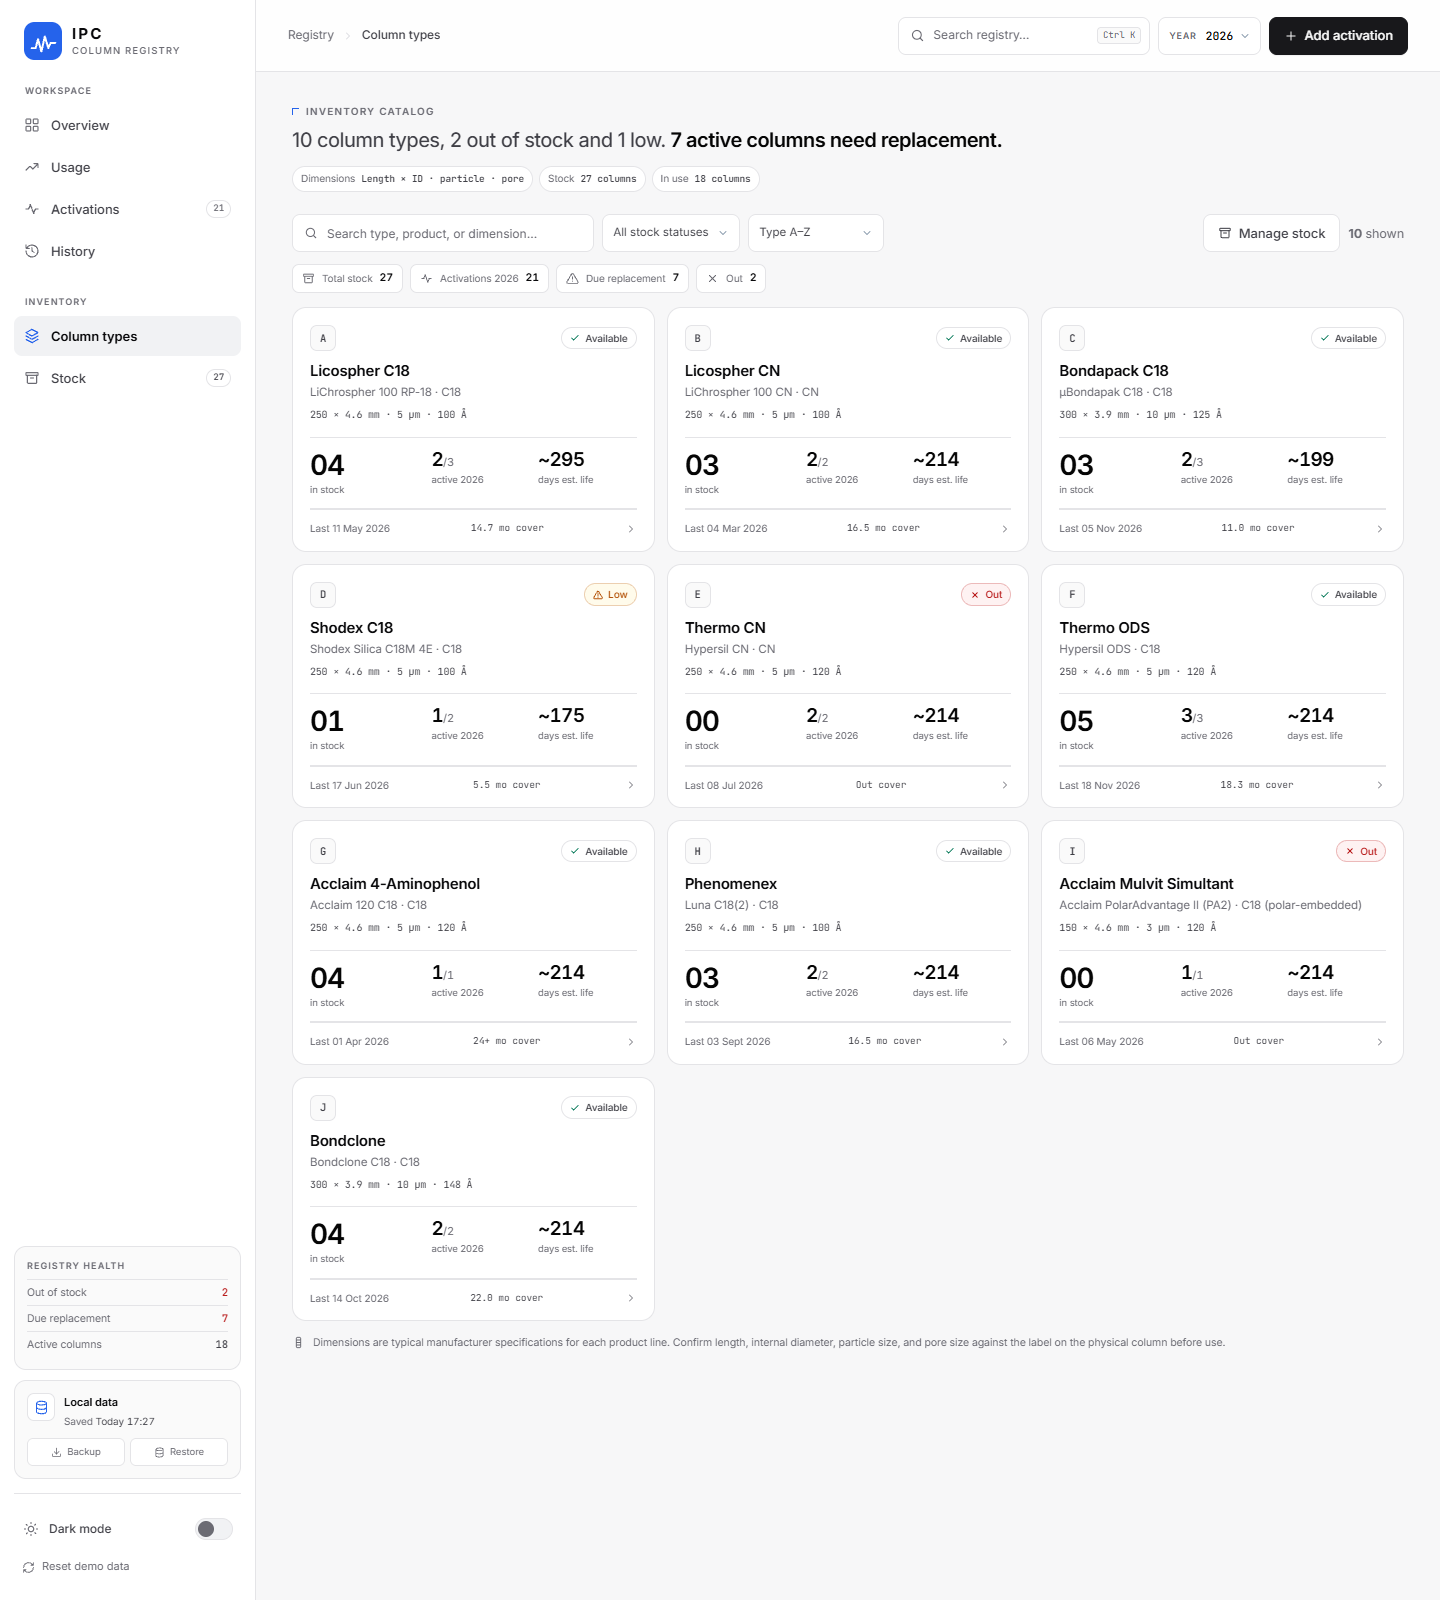 IPC
COLUMN REGISTRY
WORKSPACE
Overview
Usage
Activations 21
History
INVENTORY
Column types
Stock 27
REGISTRY HEALTH
Out of stock 2
Due replacement 7
Active columns 18
Local data
Saved Today 17:27
Backup Restore
Dark mode
Reset demo data
Registry Column types
Search registry... Ctrl K
YEAR 2026
Add activation
INVENTORY CATALOG
10 column types, 2 out of stock and 1 low. 7 active columns need replacement.
Dimensions Length × ID · particle · pore
Stock 27 columns
In use 18 columns
Search type, product, or dimension...
All stock statuses
Type A–Z
Manage stock
10 shown
Total stock 27
Activations 2026 21
Due replacement 7
Out 2
A Available
Licospher C18
LiChrospher 100 RP-18 · C18
250 × 4.6 mm · 5 µm · 100 Å
04 2/3 ~295
in stock active 2026 days est. life
Last 11 May 2026 14.7 mo cover
B Available
Licospher CN
LiChrospher 100 CN · CN
250 × 4.6 mm · 5 µm · 100 Å
03 2/2 ~214
in stock active 2026 days est. life
Last 04 Mar 2026 16.5 mo cover
C Available
Bondapack C18
µBondapak C18 · C18
300 × 3.9 mm · 10 µm · 125 Å
03 2/3 ~199
in stock active 2026 days est. life
Last 05 Nov 2026 11.0 mo cover
D Low
Shodex C18
Shodex Silica C18M 4E · C18
250 × 4.6 mm · 5 µm · 100 Å
01 1/2 ~175
in stock active 2026 days est. life
Last 17 Jun 2026 5.5 mo cover
E Out
Thermo CN
Hypersil CN · CN
250 × 4.6 mm · 5 µm · 120 Å
00 2/2 ~214
in stock active 2026 days est. life
Last 08 Jul 2026 Out cover
F Available
Thermo ODS
Hypersil ODS · C18
250 × 4.6 mm · 5 µm · 120 Å
05 3/3 ~214
in stock active 2026 days est. life
Last 18 Nov 2026 18.3 mo cover
G Available
Acclaim 4-Aminophenol
Acclaim 120 C18 · C18
250 × 4.6 mm · 5 µm · 120 Å
04 1/1 ~214
in stock active 2026 days est. life
Last 01 Apr 2026 24+ mo cover
H Available
Phenomenex
Luna C18(2) · C18
250 × 4.6 mm · 5 µm · 100 Å
03 2/2 ~214
in stock active 2026 days est. life
Last 03 Sept 2026 16.5 mo cover
I Out
Acclaim Mulvit Simultant
Acclaim PolarAdvantage II (PA2) · C18 (polar-embedded)
150 × 4.6 mm · 3 µm · 120 Å
00 1/1 ~214
in stock active 2026 days est. life
Last 06 May 2026 Out cover
J Available
Bondclone
Bondclone C18 · C18
300 × 3.9 mm · 10 µm · 148 Å
04 2/2 ~214
in stock active 2026 days est. life
Last 14 Oct 2026 22.0 mo cover
Dimensions are typical manufacturer specifications for each product line. Confirm length, internal diameter, particle size, and pore size against the label on the physical column before use.